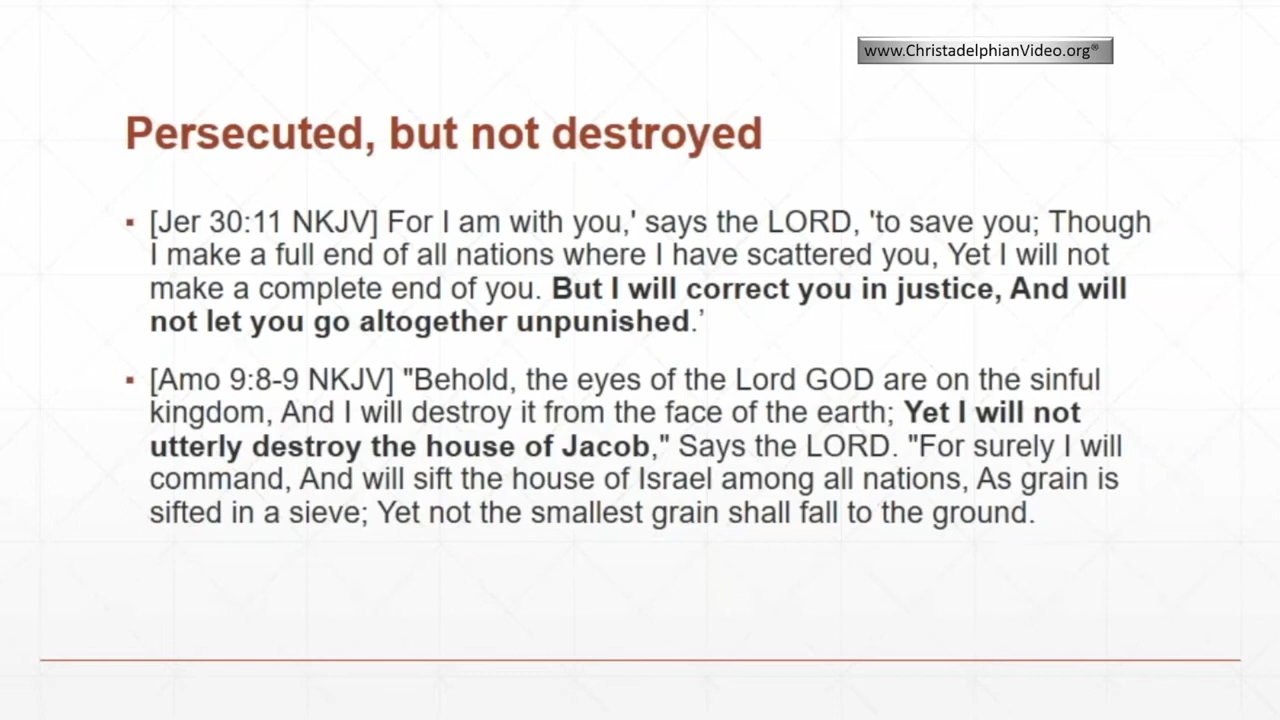 www.ChristadelphianVideo.org®
Persecuted, but not destroyed
▪ [Jer 30:11 NKJV] For I am with you,' says the LORD, 'to save you; Though
I make a full end of all nations where I have scattered you, Yet I will not
make a complete end of you. But I will correct you in justice, And will
not let you go altogether unpunished.’
▪ [Amo 9:8-9 NKJV] "Behold, the eyes of the Lord GOD are on the sinful
kingdom, And I will destroy it from the face of the earth; Yet I will not
utterly destroy the house of Jacob," Says the LORD. "For surely I will
command, And will sift the house of Israel among all nations, As grain is
sifted in a sieve; Yet not the smallest grain shall fall to the ground.